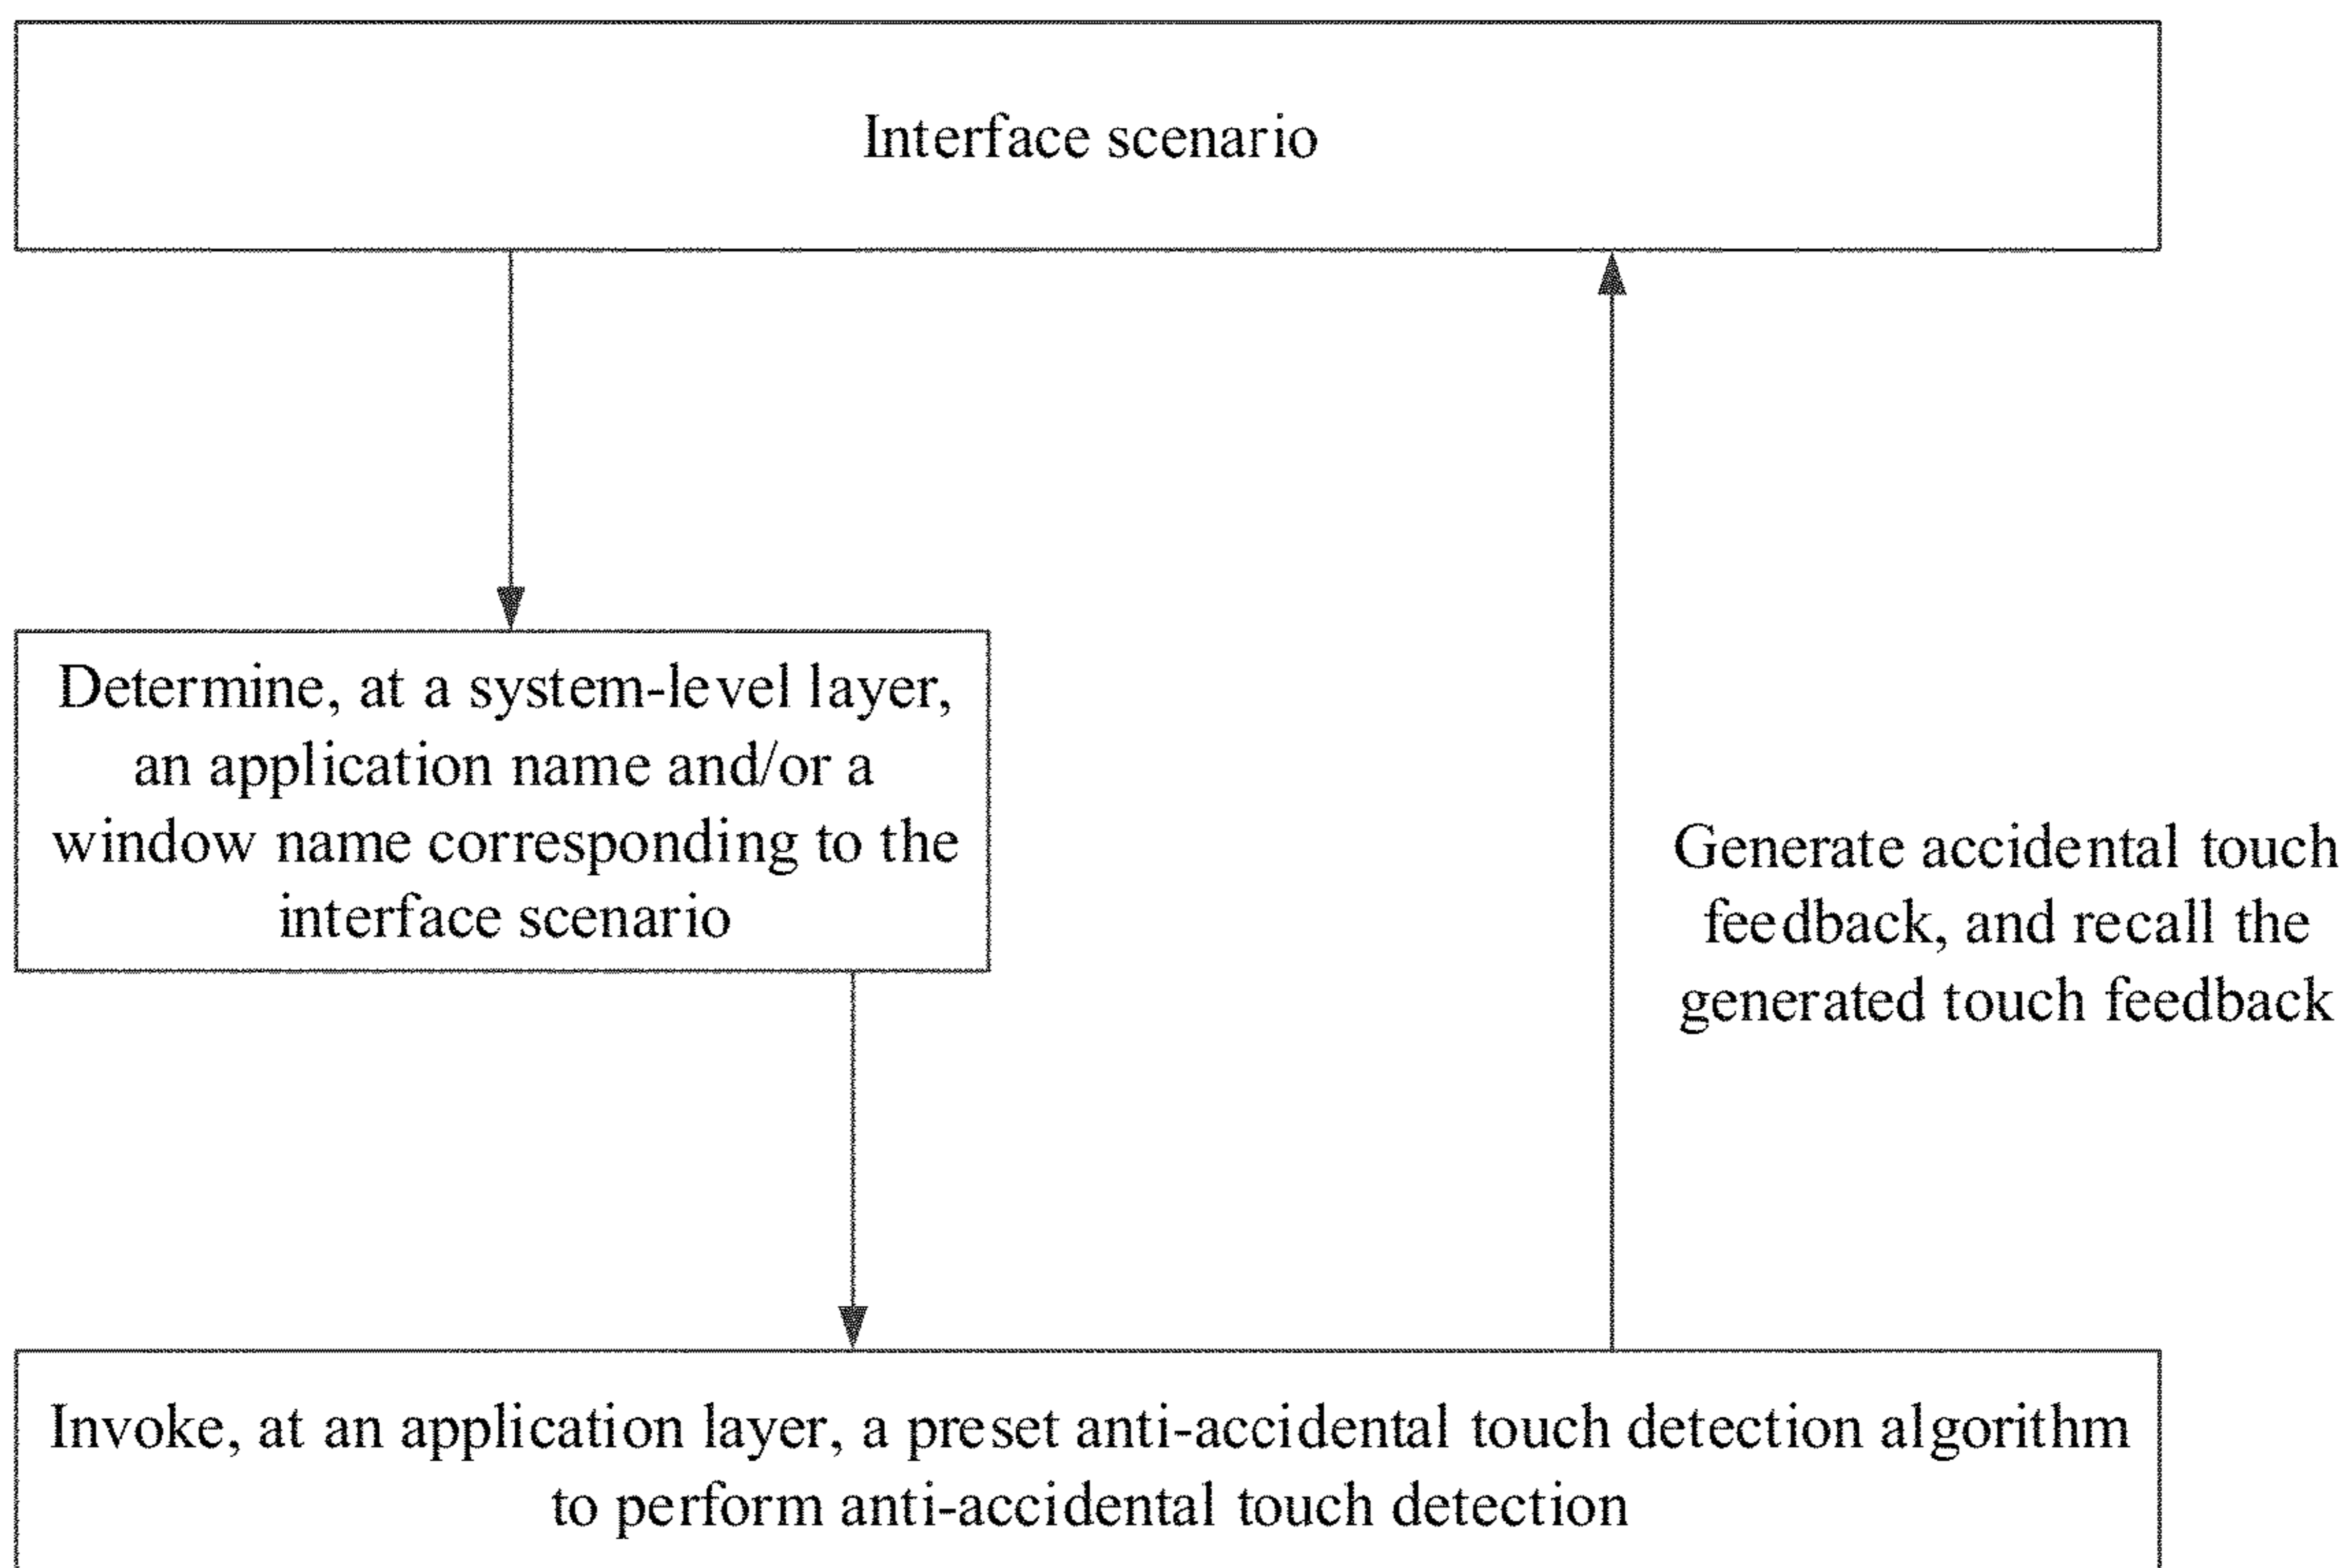 Interface scenario
Determine, at a system-level layer,
an application name and/or a
window name corresponding to the
interface scenario
Generate accidental touch
feedback, and recall the
generated touch feedback
Invoke, at an application layer, a preset anti-accidental touch detection algorithm
to perform anti-accidental touch detection